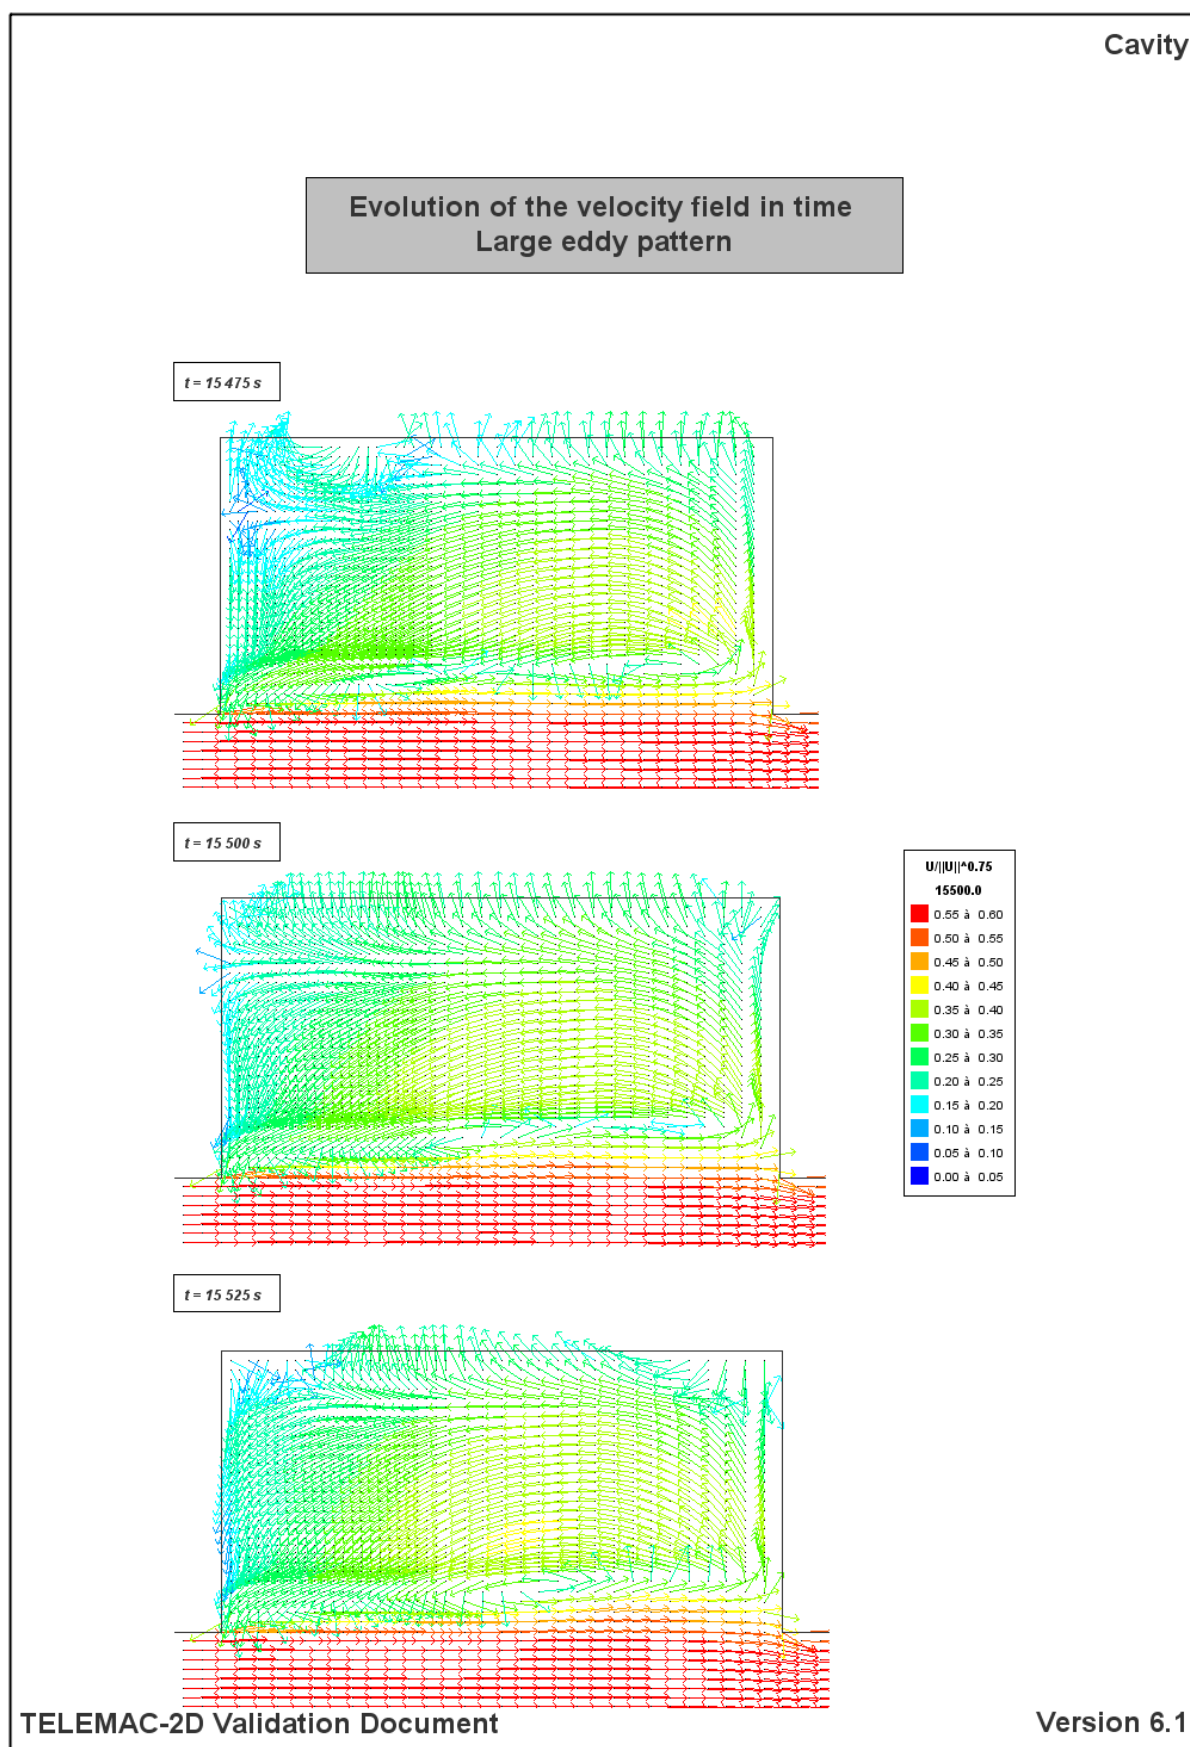 Cavity
Evolution of the velocity field in time
Large eddy pattern
t = 15 475 s
t = 15 500 s
U/||U||^0.75
15500.0
0.55 à 0.60
0.50 à 0.55
0.45 à 0.50
0.40 à 0.45
0.35 à 0.40
0.30 à 0.35
0.25 à 0.30
0.20 à 0.25
0.15 à 0.20
0.10 à 0.15
0.05 à 0.10
0.00 à 0.05
t = 15 525 s
TELEMAC-2D Validation Document
Version 6.1